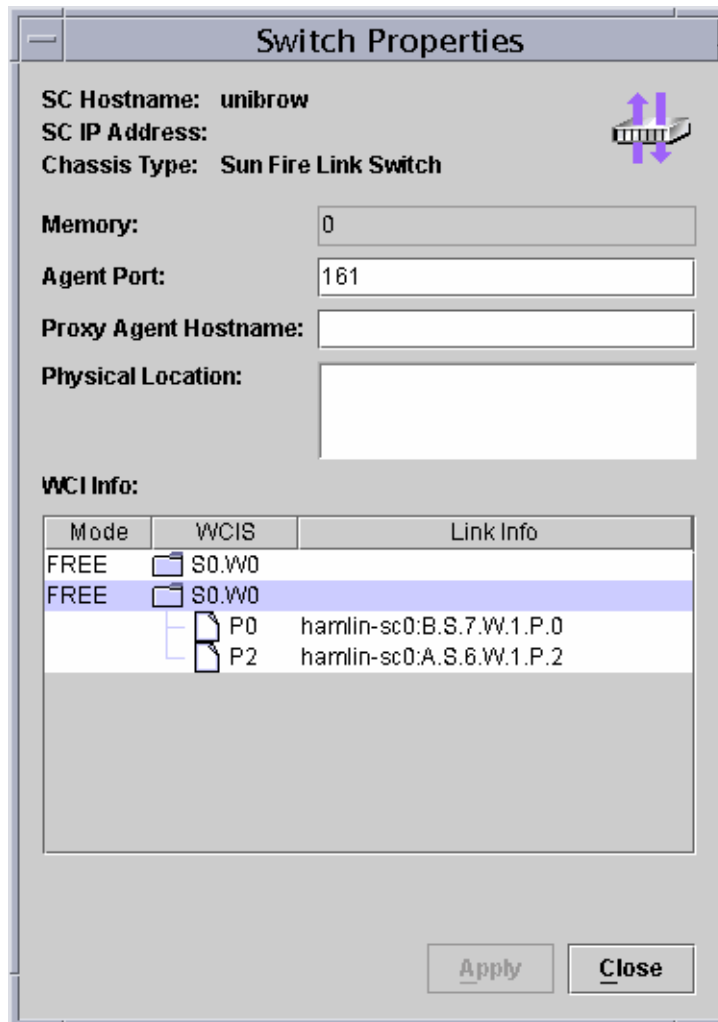 Switch Properties
SC Hostname: unibrow
SC IP Address:
Chassis Type: Sun Fire Link Switch
Memory: 0
Agent Port: 161
Proxy Agent Hostname:
Physical Location:
WCI Info:
Mode WCIS Link Info
FREE S0.W0
FREE S0.W0
P0 hamlin-sc0:B.S.7.W.1.P.0
P2 hamlin-sc0:A.S.6.W.1.P.2
Apply Close